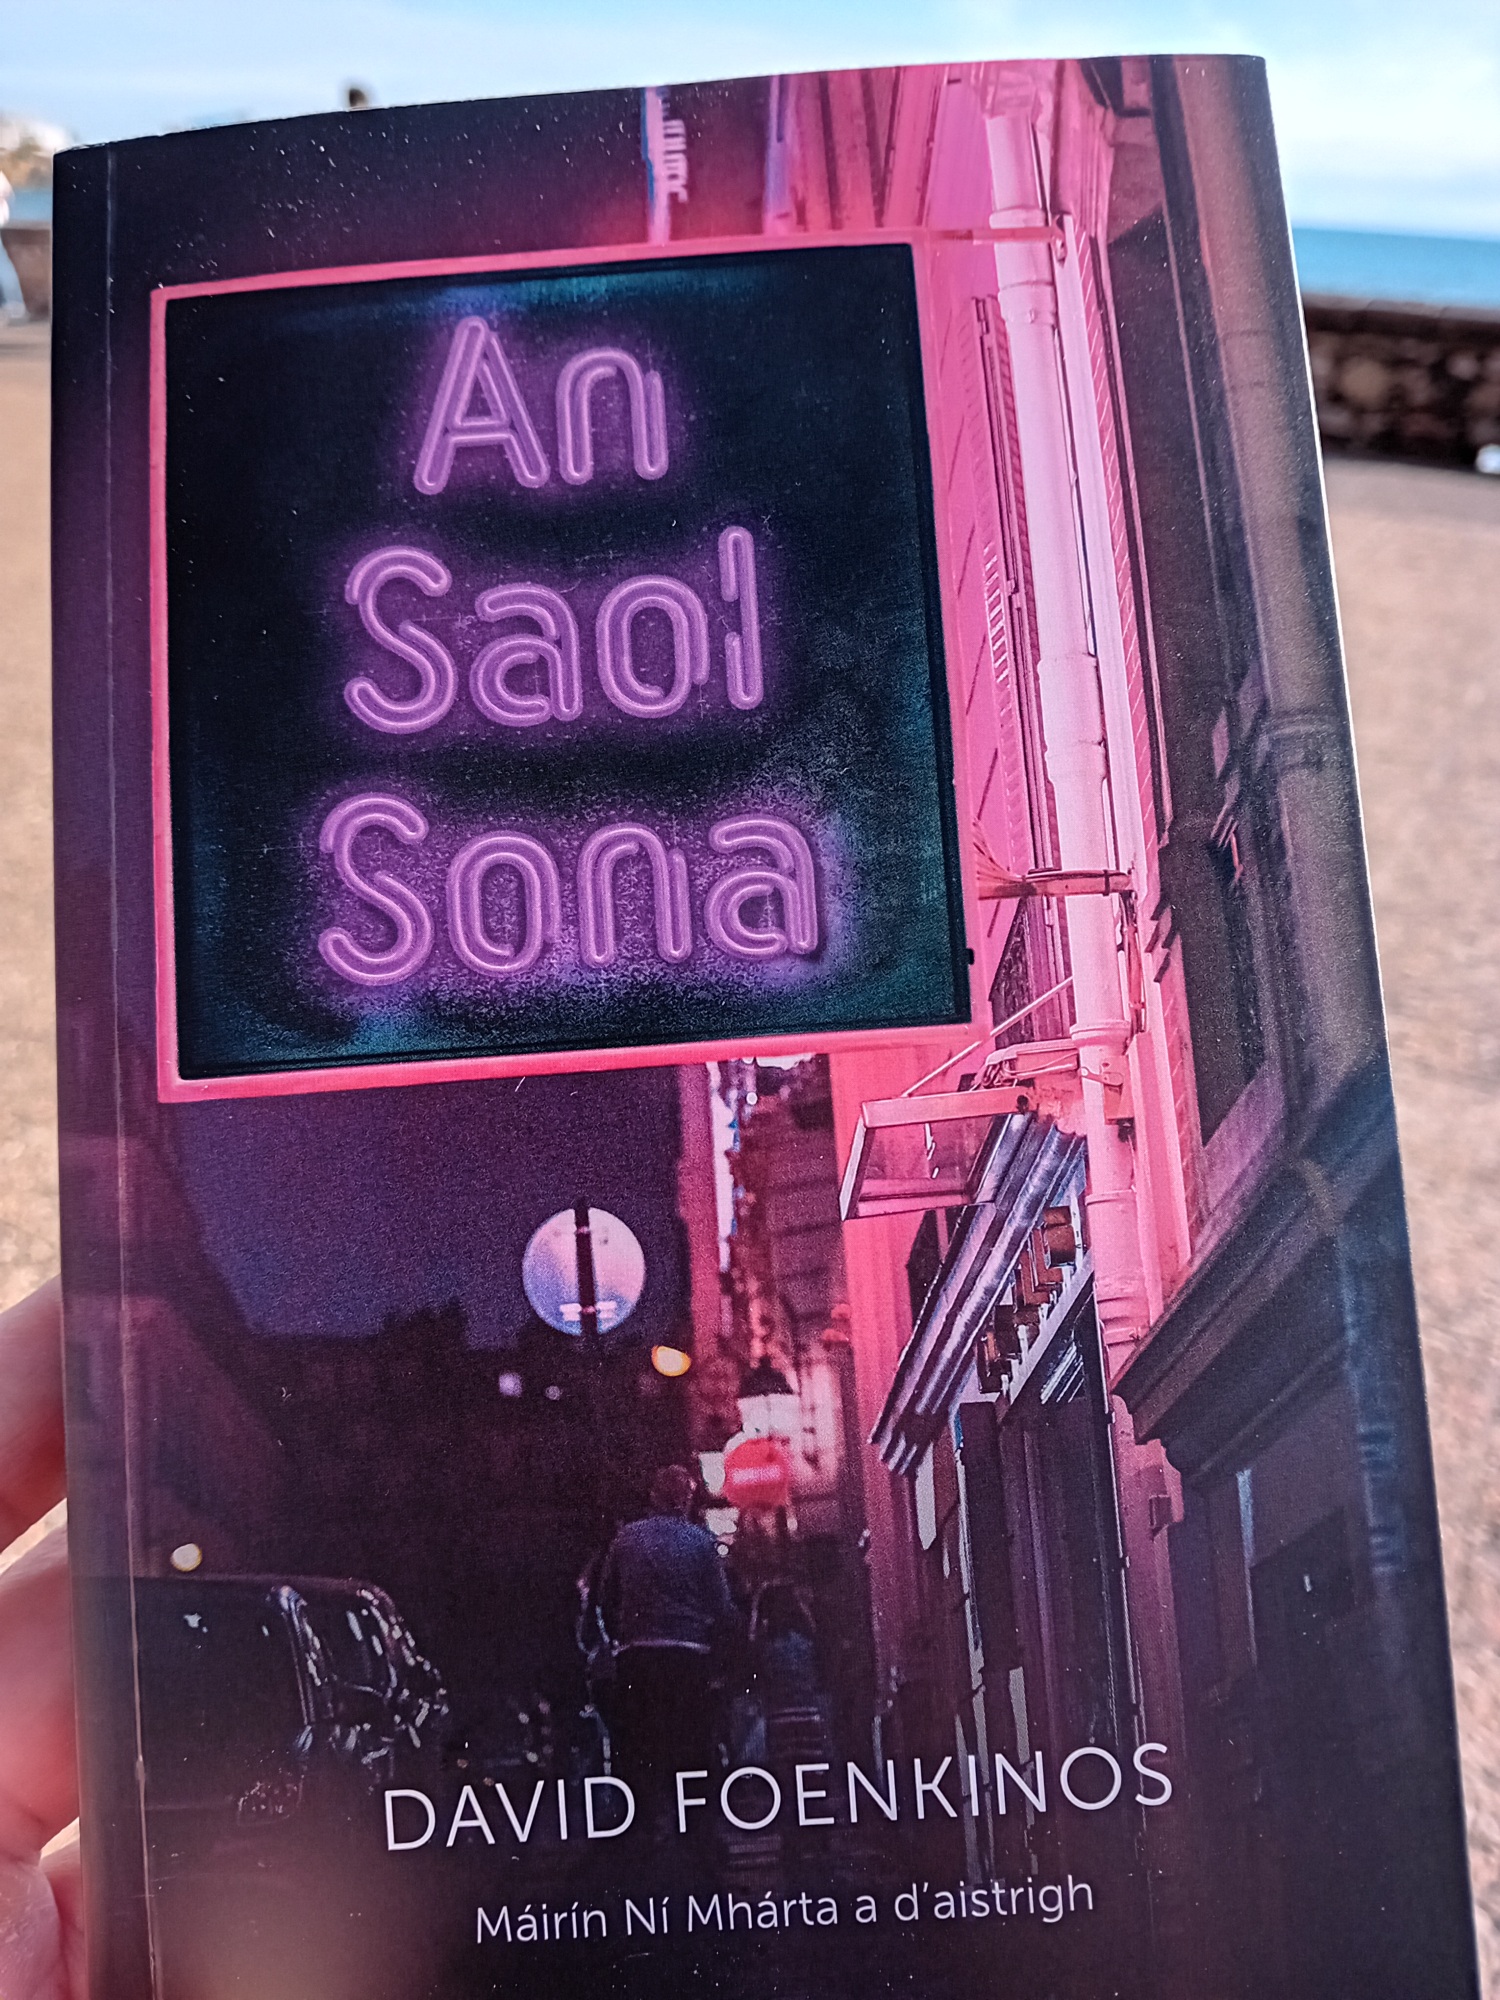 An
Saol
Sona
DAVID FOENKINOS
Máirín Ní Mhárta a d'aistrigh